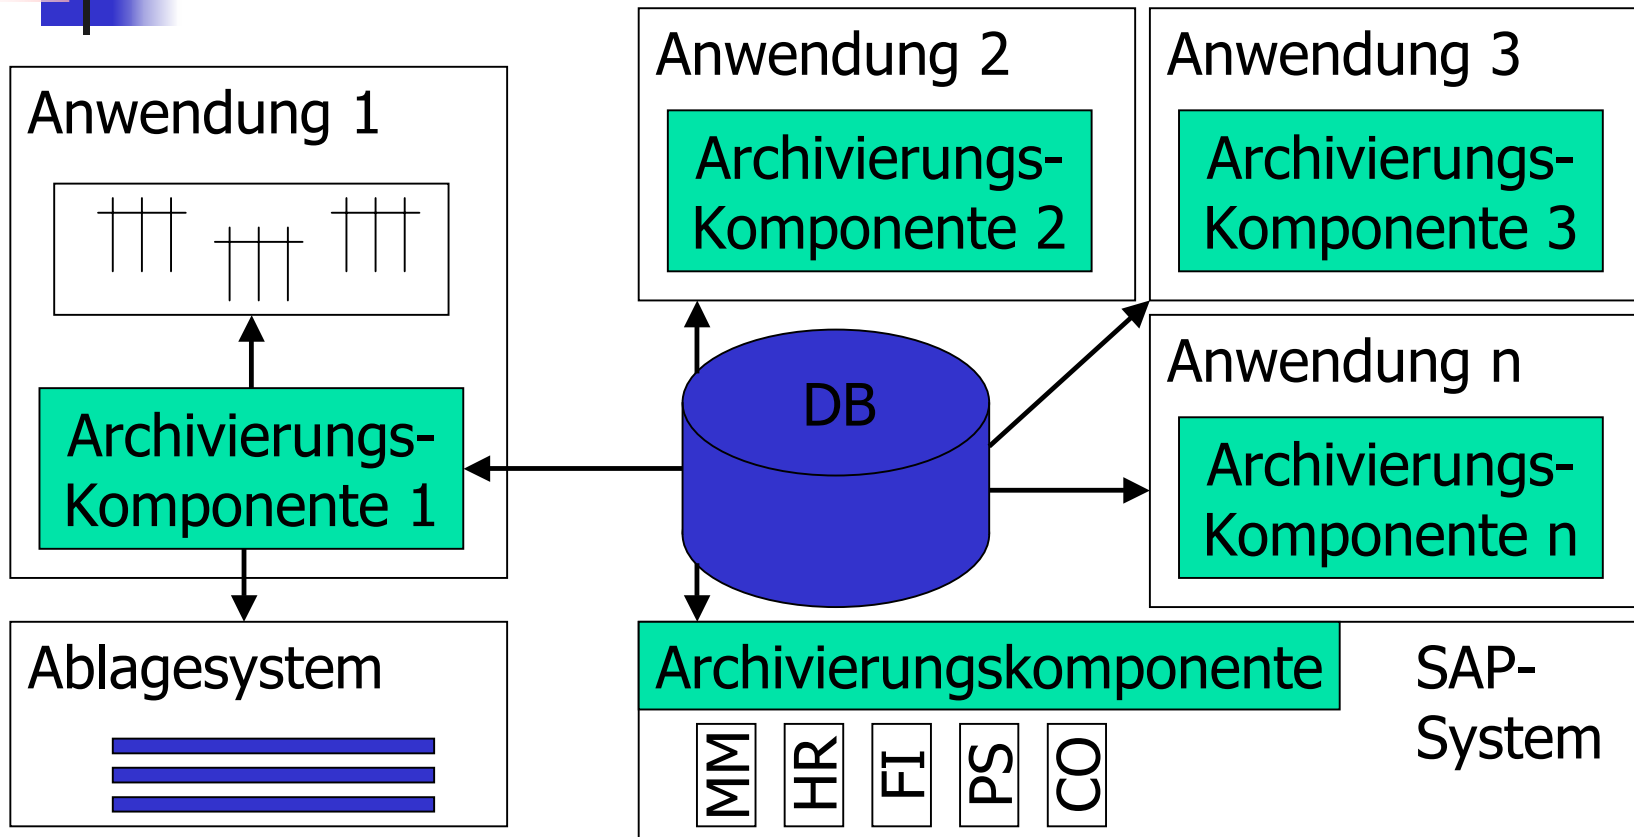 Anwendung 1
Archivierungs-
Komponente 1
Ablagesystem
Anwendung 2
Archivierungs-
Komponente 2
Anwendung 3
Archivierungs-
Komponente 3
DB
Anwendung n
Archivierungs-
Komponente n
Archivierungskomponente
SAP-
System
MM
HR
FI
PS
CO